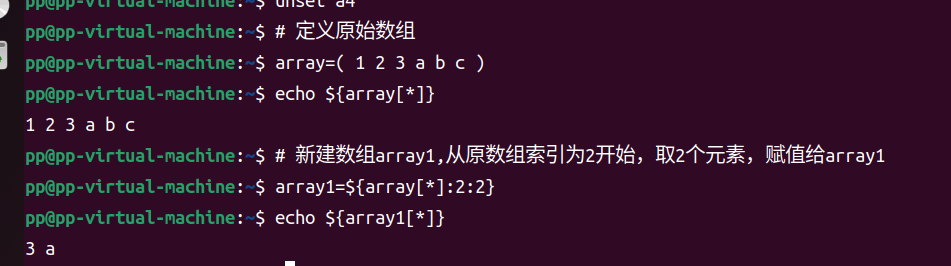 pp@pp-virtual-machine:~$ unset a4
pp@pp-virtual-machine:~$ # 定义原始数组
pp@pp-virtual-machine:~$ array=( 1 2 3 a b c )
pp@pp-virtual-machine:~$ echo ${array[*]}
1 2 3 a b c
pp@pp-virtual-machine:~$ # 新建数组array1,从原数组索引为2开始，取2个元素，赋值给array1
pp@pp-virtual-machine:~$ array1=${array[*]:2:2}
pp@pp-virtual-machine:~$ echo ${array1[*]}
3 a